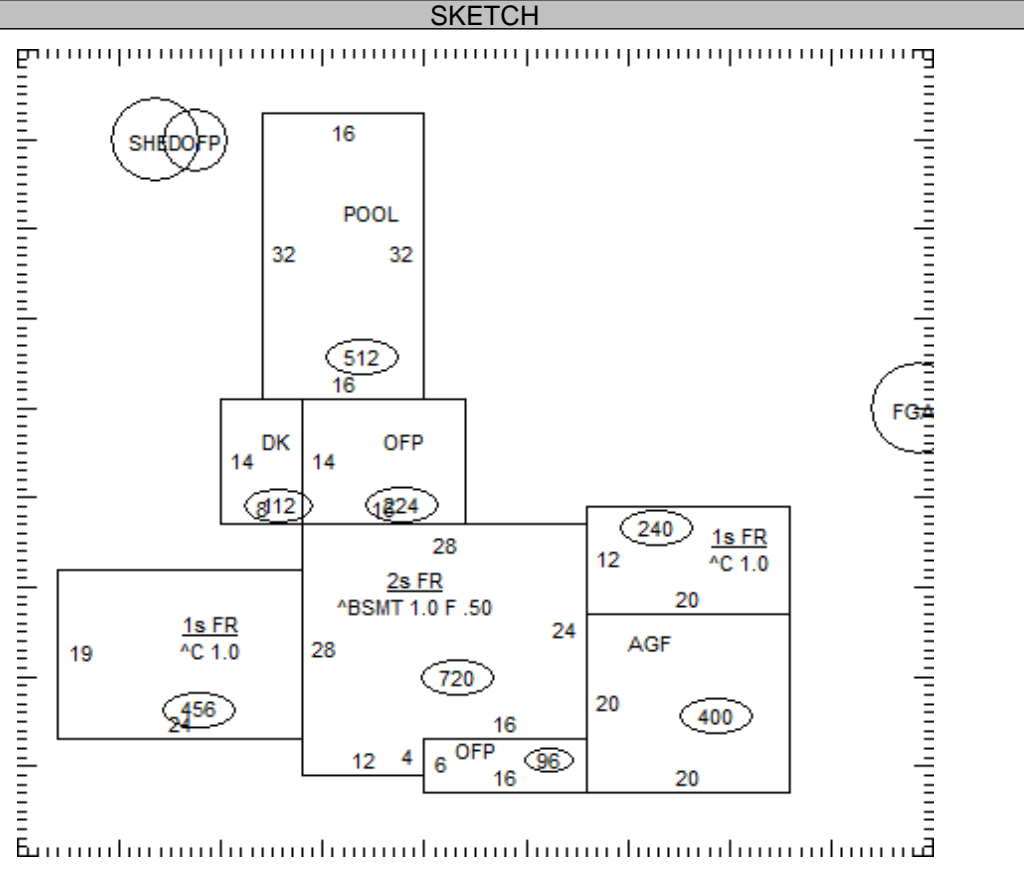 SKETCH
SHED OFP
16
POOL
32 32
512
16
FGA
DK OFP
14 14
8 112 16 224
240 1s FR
12 ^C 1.0
20
28
2s FR
^BSMT 1.0 F .50
1s FR
^C 1.0
19
28
24
AGF
720
456
24
20
400
16
OFP 96
12 4 6
16
20